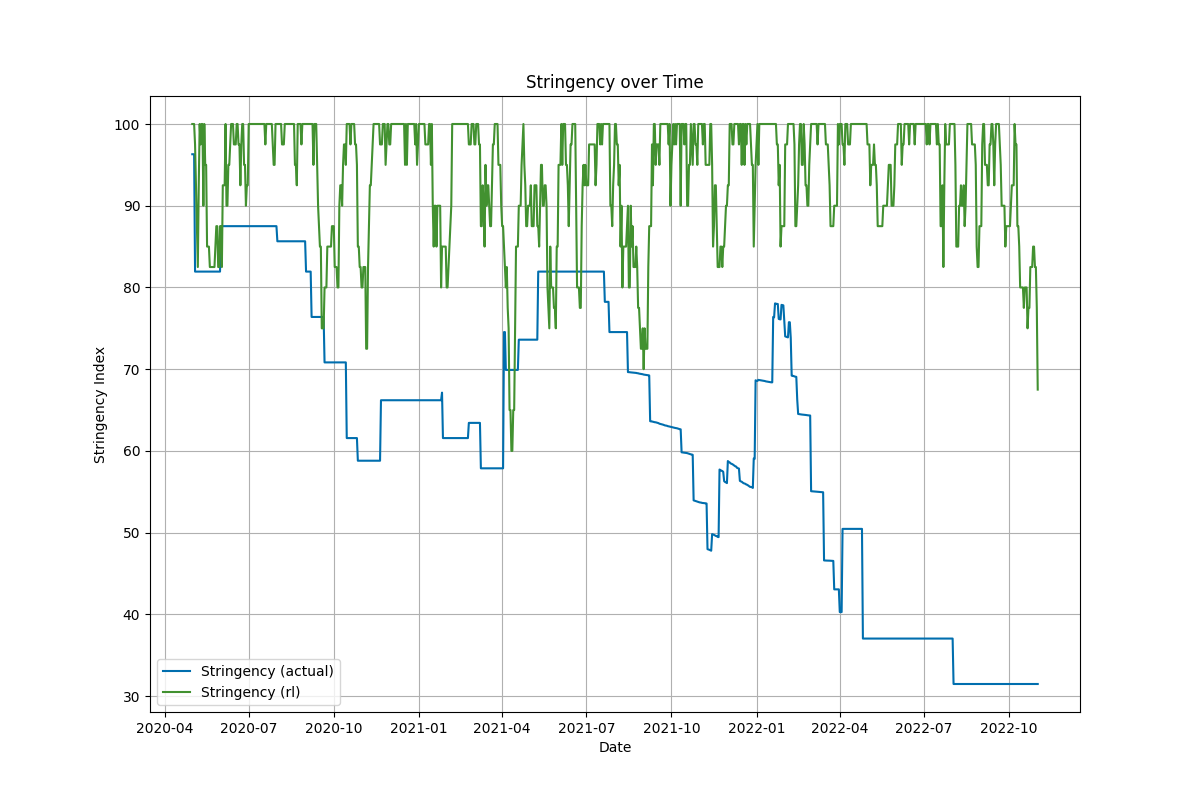 Stringency over Time
Stringency Index
100
90
80
70
60
50
40
30
Stringency (actual)
Stringency (rl)
2020-04 2020-07 2020-10 2021-01 2021-04 2021-07 2021-10 2022-01 2022-04 2022-07 2022-10
Date